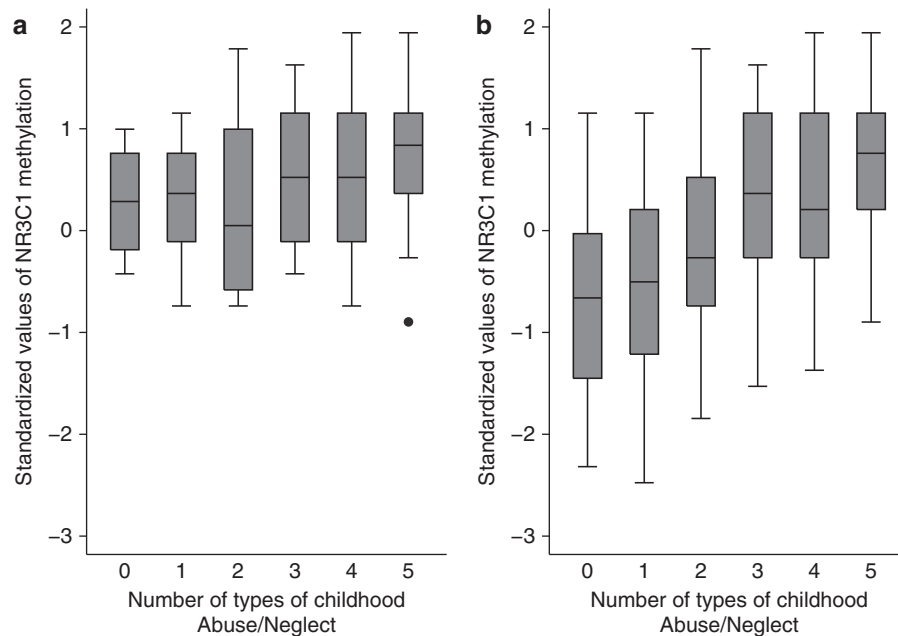 a
Standardized values of NR3C1 methylation
2
1
0
−1
−2
−3
0 1 2 3 4 5
Number of types of childhood
Abuse/Neglect
b
Standardized values of NR3C1 methylation
2
1
0
−1
−2
−3
0 1 2 3 4 5
Number of types of childhood
Abuse/Neglect